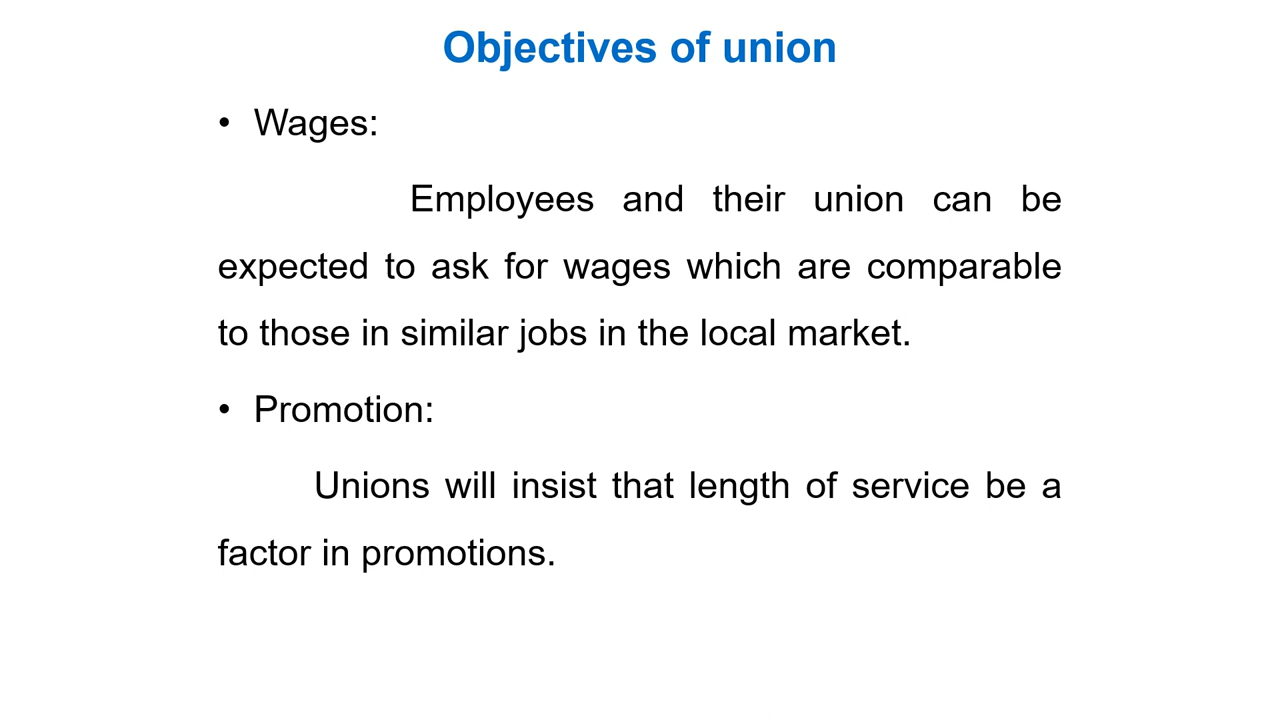 Objectives of union
• Wages:
Employees and their union can be
expected to ask for wages which are comparable
to those in similar jobs in the local market.
• Promotion:
Unions will insist that length of service be a
factor in promotions.